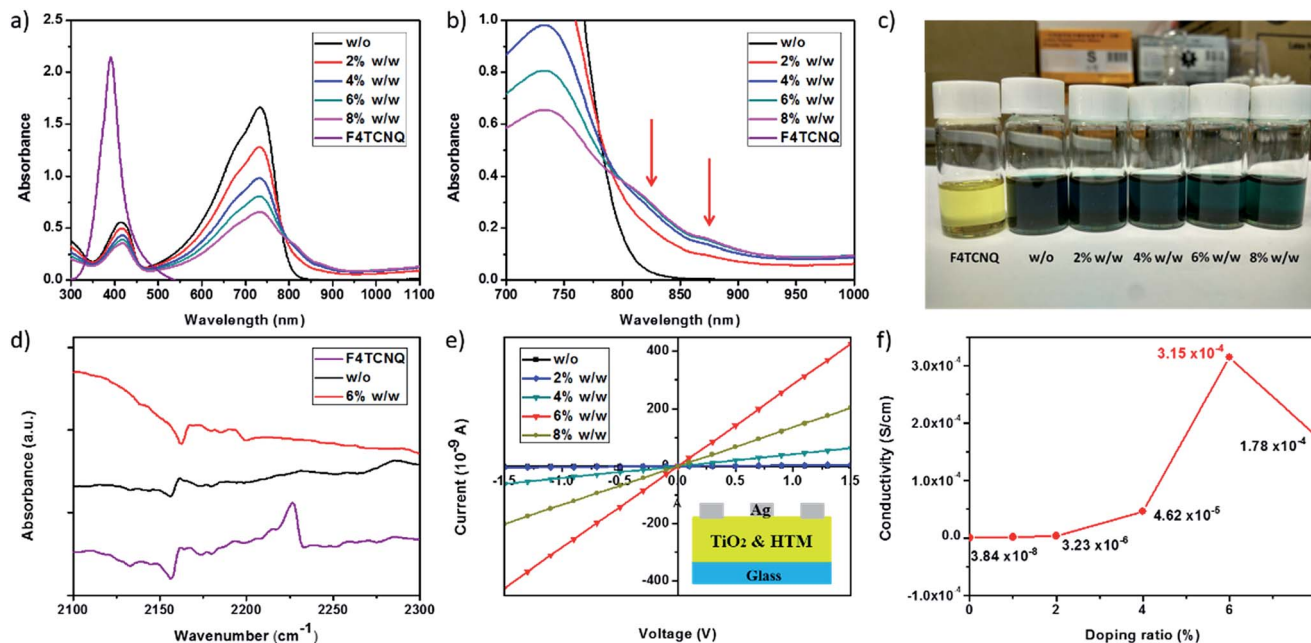 a)
2.5
2.0
1.5
1.0
0.5
0.0
Absorbance
w/o
2% w/w
4% w/w
6% w/w
8% w/w
F4TCNQ
300 400 500 600 700 800 900 1000 1100
Wavelength (nm)
b)
1.0
0.8
0.6
0.4
0.2
0.0
Absorbance
w/o
2% w/w
4% w/w
6% w/w
8% w/w
F4TCNQ
700 750 800 850 900 950 1000
Wavelength (nm)
c)
S
F4TCNQ w/o 2% w/w 4% w/w 6% w/w 8% w/w
d)
Absorbance (a.u.)
F4TCNQ
w/o
6% w/w
2100 2150 2200 2250 2300
Wavenumber (cm⁻¹)
e)
Current (10⁻⁹ A)
w/o
2% w/w
4% w/w
6% w/w
8% w/w
400
200
0
-200
-400
-1.5 -1.0 -0.5 0.0 0.5 1.0 1.5
A
Ag
TiO₂ & HTM
Glass
Voltage (V)
f)
Conductivity (S/cm)
3.0x10⁻⁴
2.0x10⁻⁴
1.0x10⁻⁴
0.0
-1.0x10⁻⁴
3.15 x10⁻⁴
1.78 x10⁻⁴
4.62 x10⁻⁵
3.23 x10⁻⁶
3.84 x10⁻⁸
0 2 4 6
Doping ratio (%)